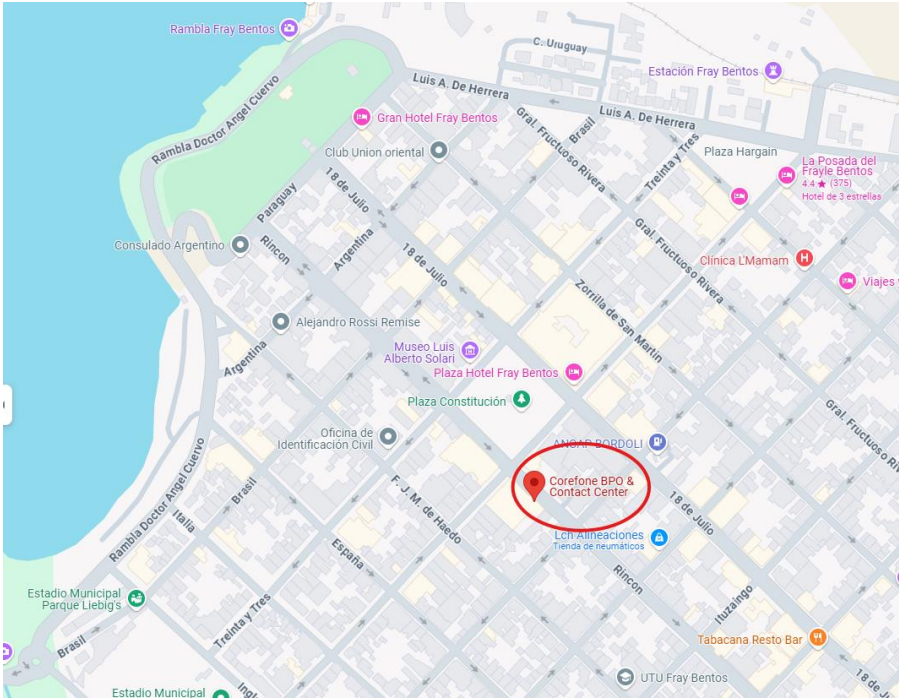 Rambla Fray Bentos
C. Uruguay
Estación Fray Bentos
Luis A. De Herrera
Luis A. De Herrera
Rambla Doctor Angel Cuervo
Gran Hotel Fray Bentos
Gral. Fructuoso Rivera
Brasil
Treinta y Tres
Plaza Hargain
Club Union oriental
La Posada del
Frayle Bentos
4.4 ★ (375)
Hotel de 3 estrellas
18 de Julio
Paraguay
Consulado Argentino
Rincon
Argentina
18 de Julio
Gral. Fructuoso Rivera
Clínica L'Mamam
Viajes y
Zorrilla de San Martin
Alejandro Rossi Remise
Museo Luis
Alberto Solari
Argentina
Plaza Hotel Fray Bentos
Plaza Constitución
Gral. Fructuoso Ri
Oficina de
Identificación Civil
ANCAP BORDOLI
Rambla Doctor Angel Cuervo
Brasil
Corefone BPO &
Contact Center
F. J. M. de Haedo
18 de Julio
Italia
Lch Alineaciones
Tienda de neumáticos
España
Rincon
Estadio Municipal
Parque Liebig's
Treinta y Tres
Ituzaingo
Brasil
Tabacana Resto Bar
UTU Fray Bentos
18 de Ju
Estadio Municipal
Ingl